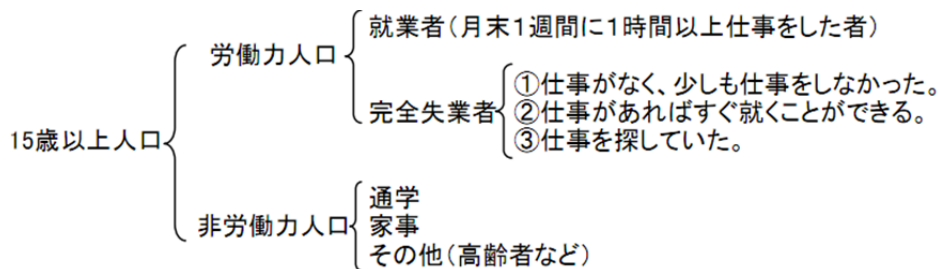 就業者(月末1週間に1時間以上仕事をした者)
労働力人口
①仕事がなく、少しも仕事をしなかった。
完全失業者
②仕事があればすぐ就くことができる。
③仕事を探していた。
15歳以上人口
通学
非労働力人口
家事
その他(高齢者など)